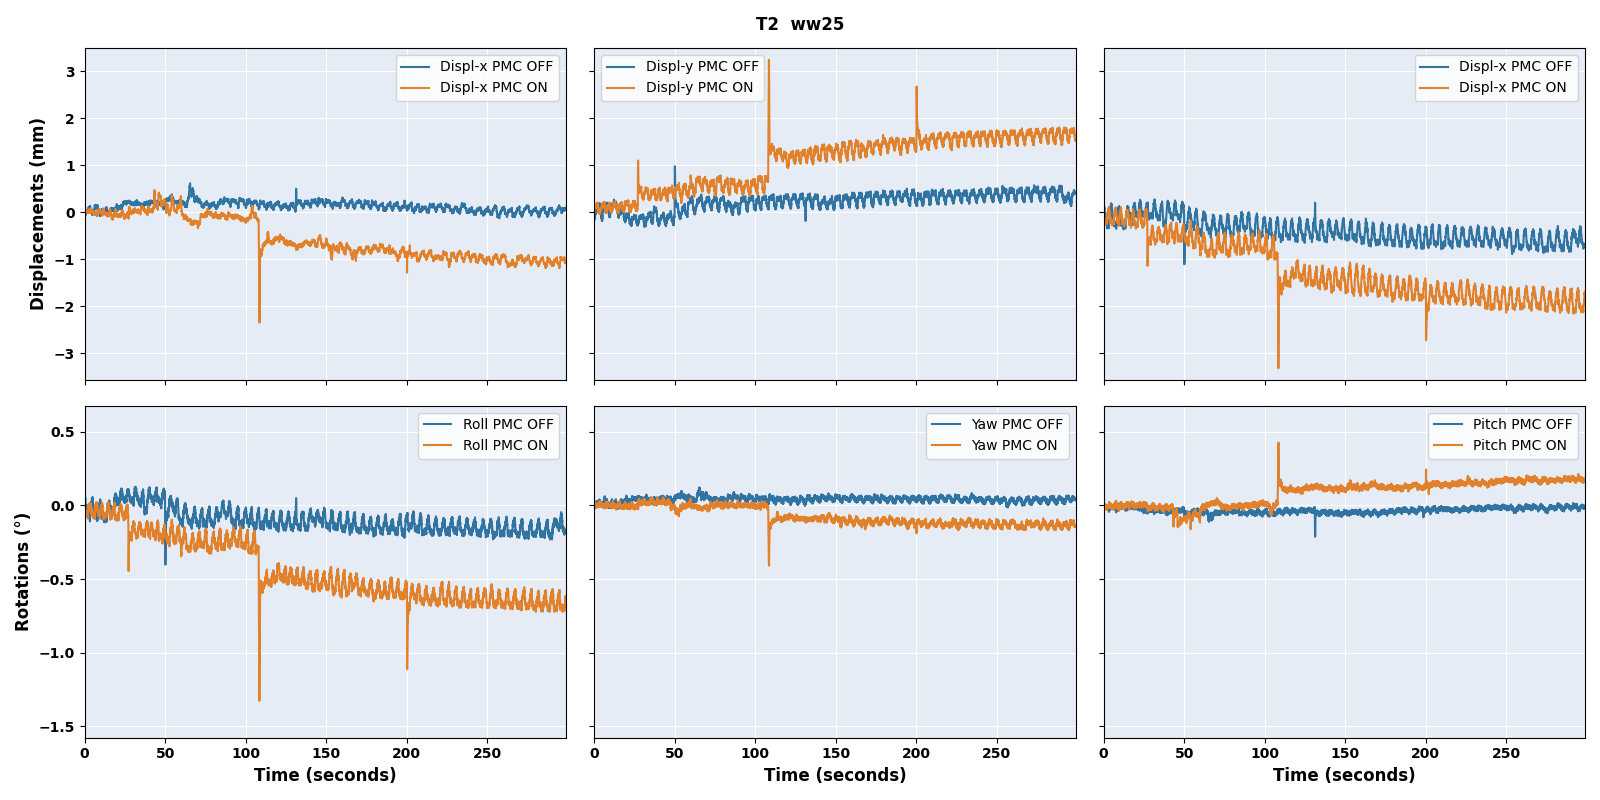 T2 ww25
Displacements (mm)
3
2
1
0
−1
−2
−3
Displ-x PMC OFF
Displ-x PMC ON
Displ-y PMC OFF
Displ-y PMC ON
Displ-x PMC OFF
Displ-x PMC ON
Rotations (°)
0.5
0.0
−0.5
−1.0
−1.5
Roll PMC OFF
Roll PMC ON
Yaw PMC OFF
Yaw PMC ON
Pitch PMC OFF
Pitch PMC ON
0 50 100 150 200 250
0 50 100 150 200 250
0 50 100 150 200 250
Time (seconds)
Time (seconds)
Time (seconds)